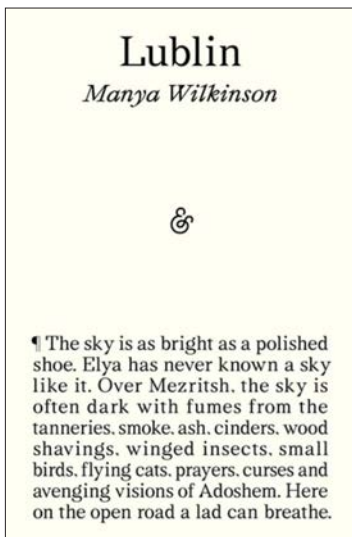 Lublin
Manya Wilkinson
&
¶ The sky is as bright as a polished
shoe. Elya has never known a sky
like it. Over Mezritsh, the sky is
often dark with fumes from the
tanneries, smoke, ash, cinders, wood
shavings, winged insects, small
birds, flying cats, prayers, curses and
avenging visions of Adoshem. Here
on the open road a lad can breathe.